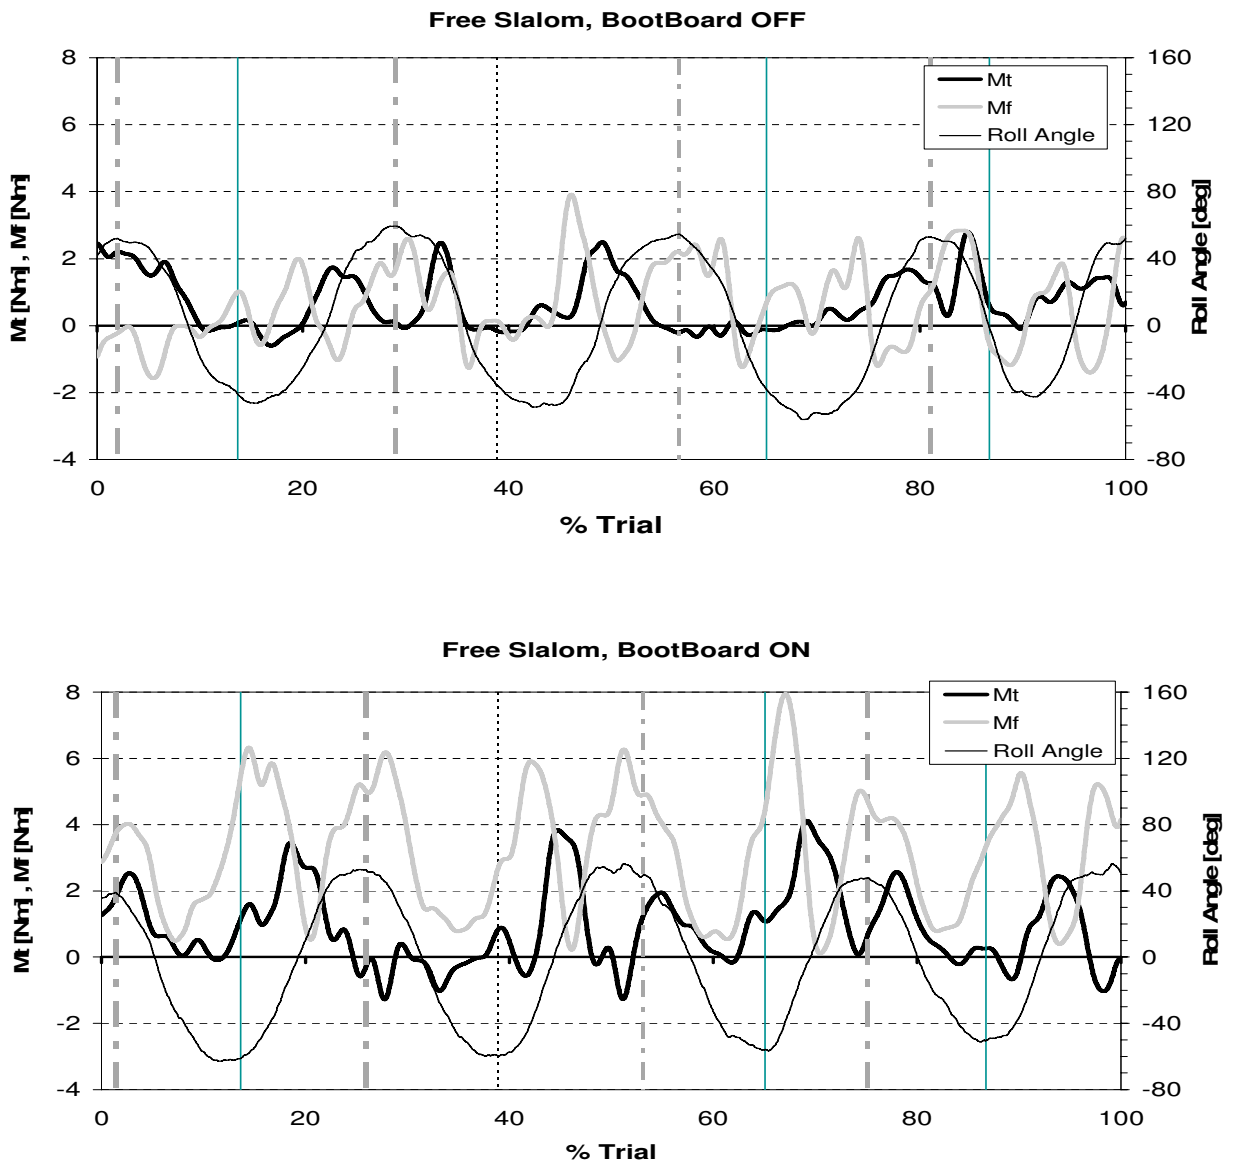 Free Slalom, BootBoard OFF
8
6
4
2
0
-2
-4
Mt [Nm] , Mf [Nm]
160
120
80
40
0
-40
-80
Roll Angle [deg]
Mt
Mf
Roll Angle
0 20 40 60 80 100
% Trial
Free Slalom, BootBoard ON
8
6
4
2
0
-2
-4
Mt [Nm] , Mf [Nm]
160
120
80
40
0
-40
-80
Roll Angle [deg]
Mt
Mf
Roll Angle
0 20 40 60 80 100
% Trial